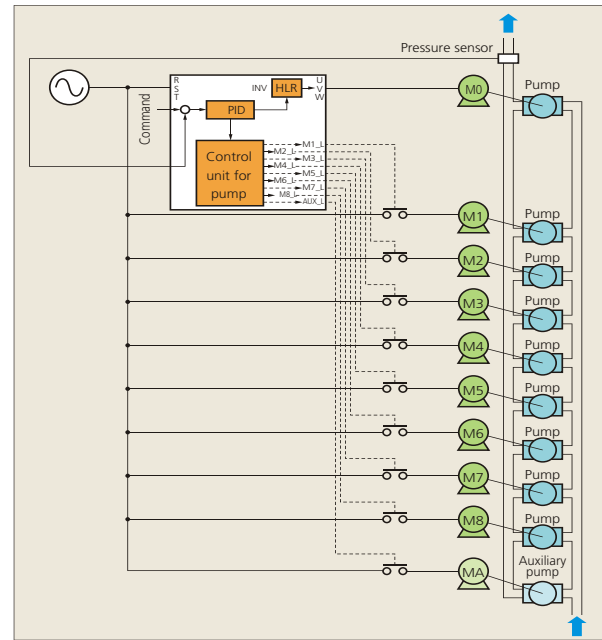 Pressure sensor
R
S
T
INV
HLR
U
V
W
M0
Pump
Command
PID
Control
unit for
pump
M1_L
M2_L
M3_L
M4_L
M5_L
M6_L
M7_L
M8_L
AUX_L
M1
Pump
M2
Pump
M3
Pump
M4
Pump
M5
Pump
M6
Pump
M7
Pump
M8
Pump
MA
Auxiliary
pump